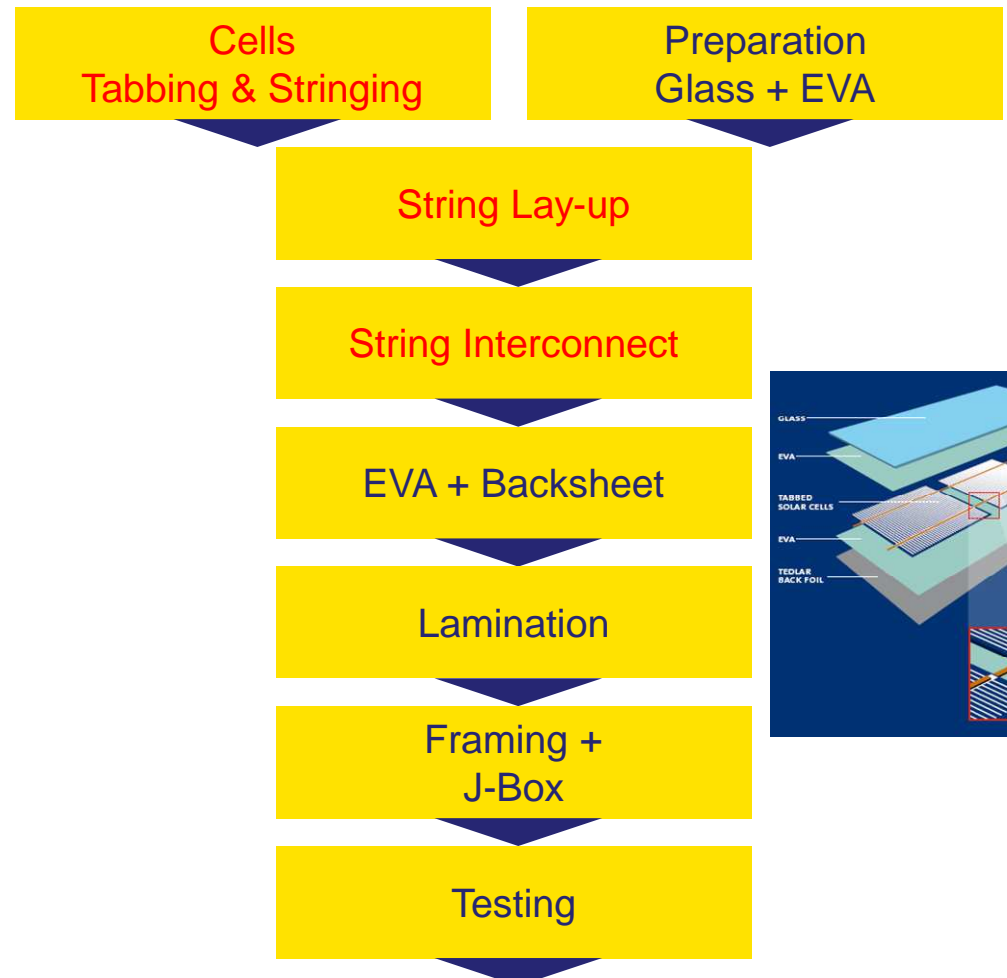 Cells
Tabbing & Stringing
Preparation
Glass + EVA
String Lay-up
String Interconnect
EVA + Backsheet
Lamination
Framing +
J-Box
Testing
GLASS
EVA
TABBED
SOLAR CELLS
EVA
TEDLAR
BACK FOIL